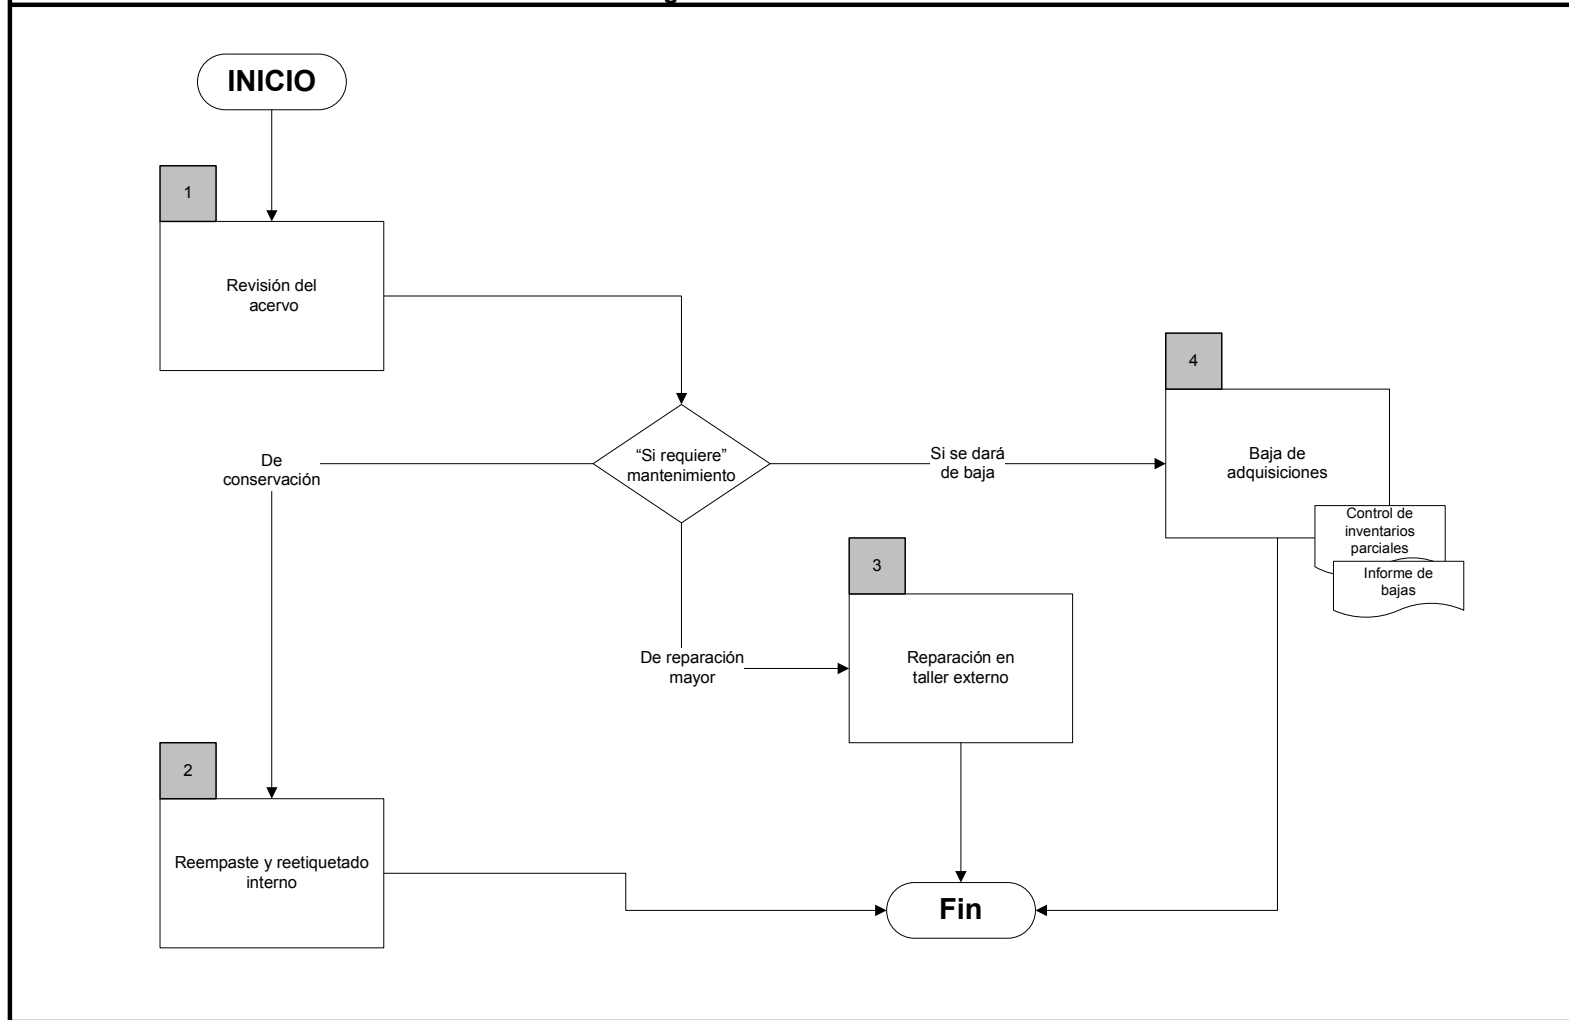 INICIO
1
Revisión del
acervo
4
“Si requiere”
mantenimiento
De
conservación
Si se dará
de baja
Baja de
adquisiciones
Control de
inventarios
parciales
Informe de
bajas
3
De reparación
mayor
Reparación en
taller externo
2
Reempaste y reetiquetado
interno
Fin